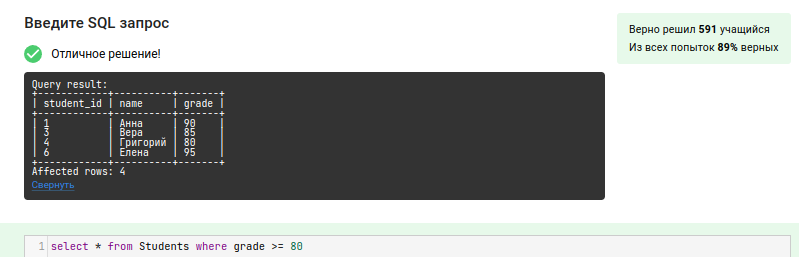 Введите SQL запрос
Отличное решение!
Верно решил 591 учащийся
Из всех попыток 89% верных
Query result:
+------------+----------+-------+
| student_id | name     | grade |
+------------+----------+-------+
| 1          | Анна     | 90    |
| 3          | Вера     | 85    |
| 4          | Григорий | 80    |
| 6          | Елена    | 95    |
+------------+----------+-------+
Affected rows: 4
Свернуть
1 select * from Students where grade >= 80